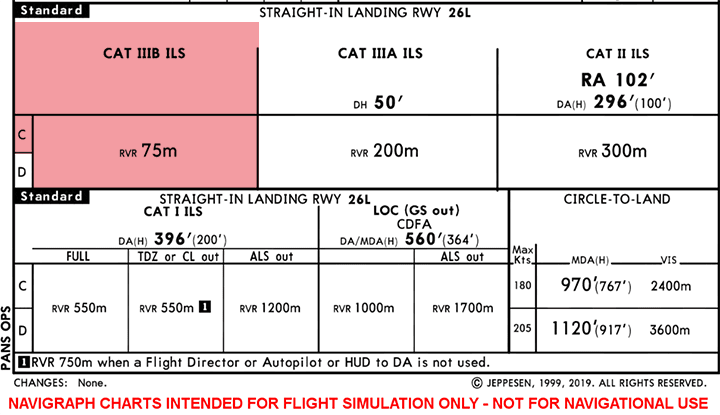 Standard STRAIGHT-IN LANDING RWY 26L
CAT IIIB ILS CAT IIIA ILS CAT II ILS
RA 102'
DH 50' DA(H) 296'(100')
C
RVR 75m RVR 200m RVR 300m
D
Standard STRAIGHT-IN LANDING RWY 26L CIRCLE-TO-LAND
CAT I ILS LOC (GS out)
CDFA
DA(H) 396'(200') DA/MDA(H) 560'(364')
FULL TDZ or CL out ALS out ALS out
Max
Kts. MDA(H) VIS
C 180 970'(767') 2400m
RVR 550m RVR 550m 1 RVR 1200m RVR 1000m RVR 1700m
D 205 1120'(917') 3600m
1 RVR 750m when a Flight Director or Autopilot or HUD to DA is not used.
PANS OPS
CHANGES: None. © JEPPESEN, 1999, 2019. ALL RIGHTS RESERVED.
NAVIGRAPH CHARTS INTENDED FOR FLIGHT SIMULATION ONLY - NOT FOR NAVIGATIONAL USE